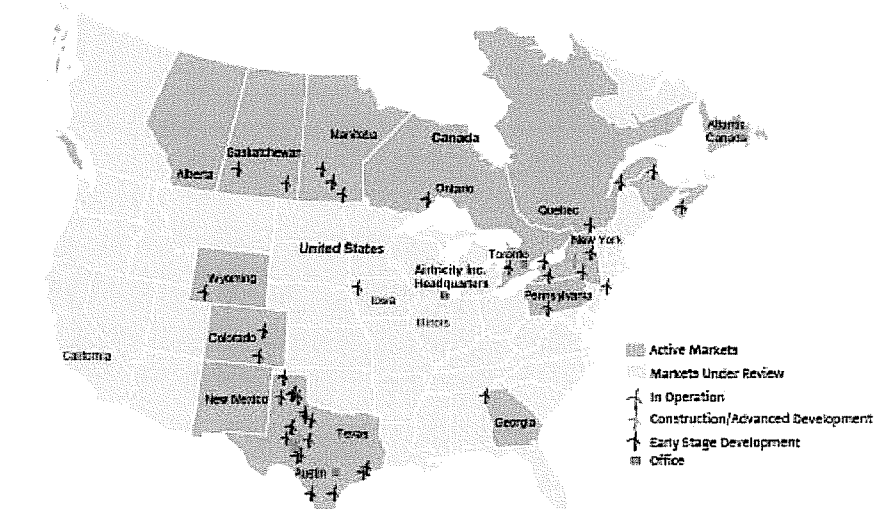 Atlantic
Canada
Manitoba
Canada
Saskatchewan
Alberta
Ontario
Quebec
New York
United States
Toronto
Airtricity Inc.
Headquarters
Wyoming
Iowa
Pennsylvania
Illinois
Colorado
California
Active Markets
Markets Under Review
New Mexico
In Operation
Construction/Advanced Development
Georgia
Texas
Early Stage Development
Office
Austin